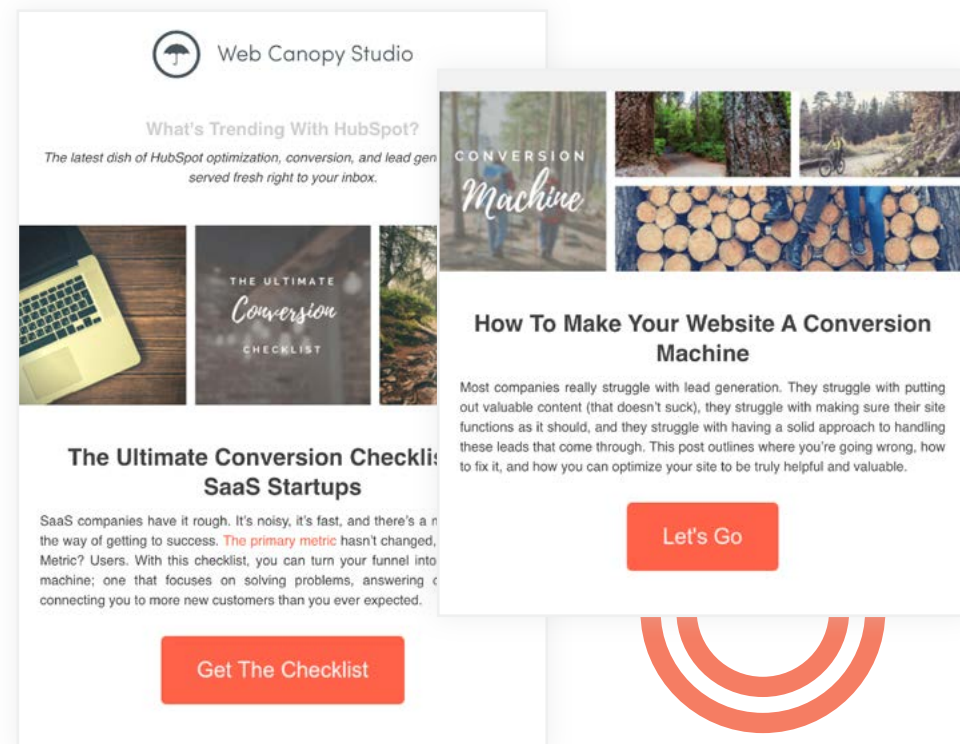 Web Canopy Studio
What's Trending With HubSpot?
The latest dish of HubSpot optimization, conversion, and lead
served fresh right to your inbox.
THE ULTIMATE
Conversion
CHECKLIST
The Ultimate Conversion
SaaS Startups
SaaS companies have it rough. It's noisy, it's fast, and there's a
the way of getting to success. The primary metric hasn't changed,
Metric? Users. With this checklist, you can turn your funnel into
machine; one that focuses on solving problems, answering
connecting you to more new customers than you ever expected.
Get The Checklist
CONVERSION
Machine
How To Make Your Website A Conversion
Machine
Most companies really struggle with lead generation. They struggle with putting
out valuable content (that doesn't suck), they struggle with making sure their site
functions as it should, and they struggle with having a solid approach to handling
these leads that come through. This post outlines where you're going wrong, how
to fix it, and how you can optimize your site to be truly helpful and valuable.
Let's Go